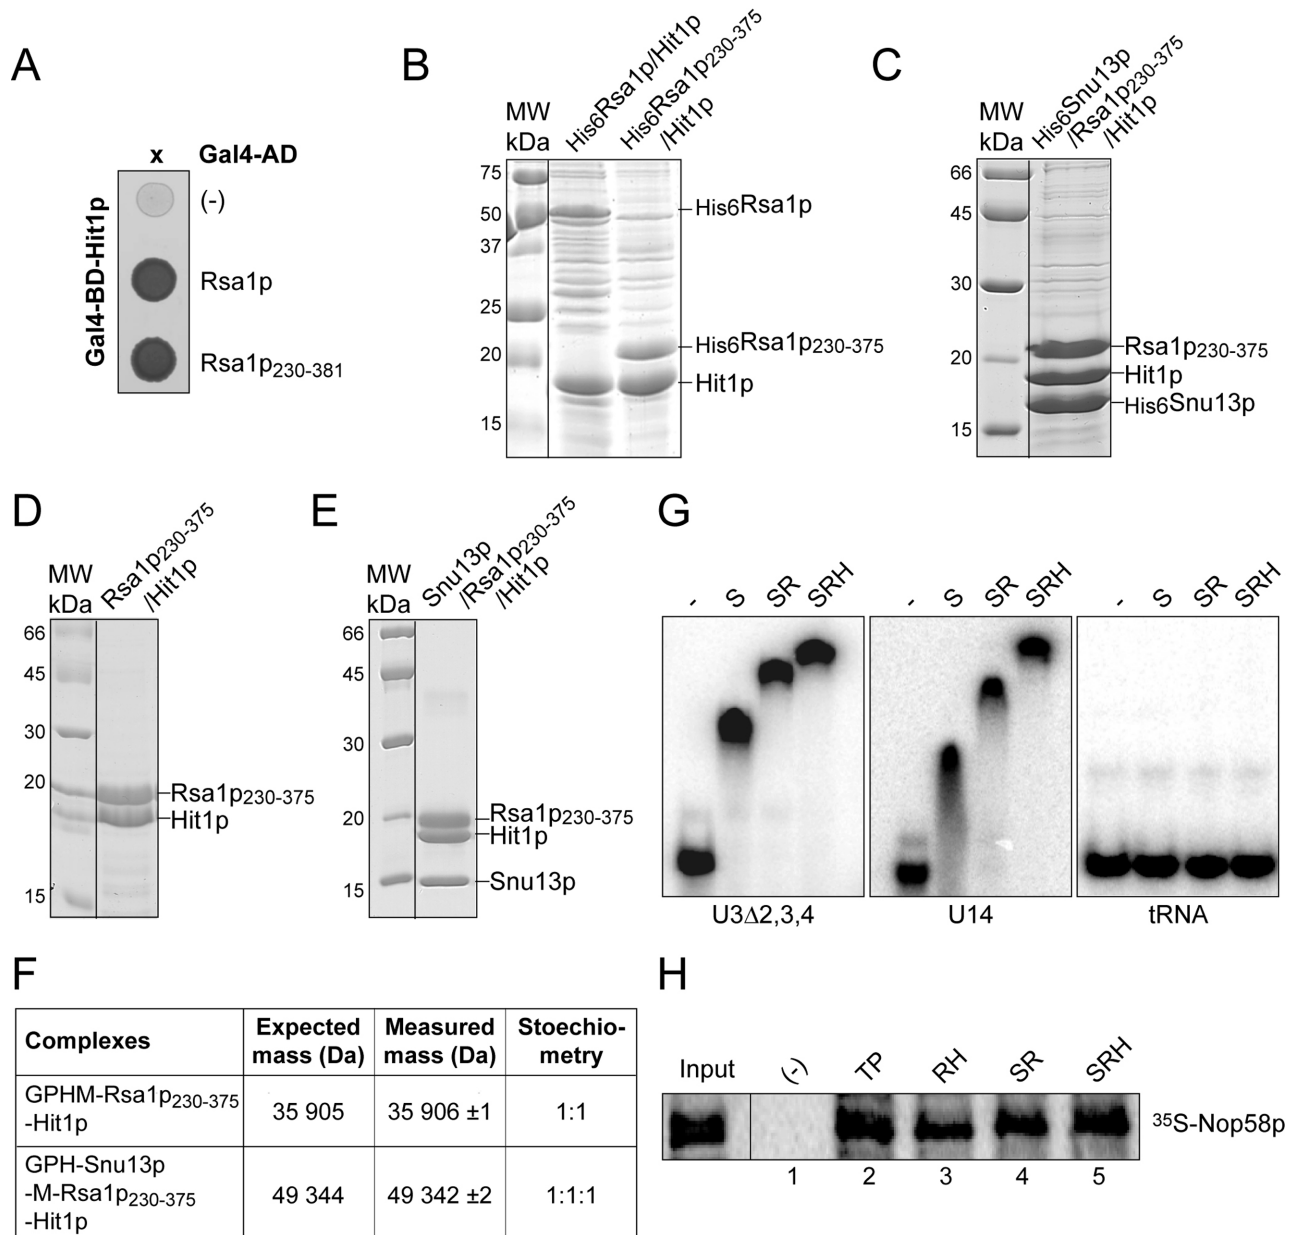 A
x Gal4-AD
Gal4-BD-Hit1p
(-)
Rsa1p
Rsa1p230-381
B
MW
kDa
His6Rsa1p/Hit1p
His6Rsa1p230-375
/Hit1p
75
50
37
25
20
15
His6Rsa1p
His6Rsa1p230-375
Hit1p
C
MW
kDa
His6Snu13p
/Rsa1p230-375
/Hit1p
66
45
30
20
15
Rsa1p230-375
Hit1p
His6Snu13p
D
MW
kDa
Rsa1p230-375
/Hit1p
66
45
30
20
15
Rsa1p230-375
Hit1p
E
MW
kDa
Snu13p
/Rsa1p230-375
/Hit1p
66
45
30
20
15
Rsa1p230-375
Hit1p
Snu13p
G
- S SR SRH
- S SR SRH
- S SR SRH
U3Δ2,3,4
U14
tRNA
F
Complexes
Expected
mass (Da)
Measured
mass (Da)
Stoechio-
metry
GPHM-Rsa1p230-375
-Hit1p
35 905
35 906 ±1
1:1
GPH-Snu13p
-M-Rsa1p230-375
-Hit1p
49 344
49 342 ±2
1:1:1
H
Input (-) TP RH SR SRH
35S-Nop58p
1 2 3 4 5